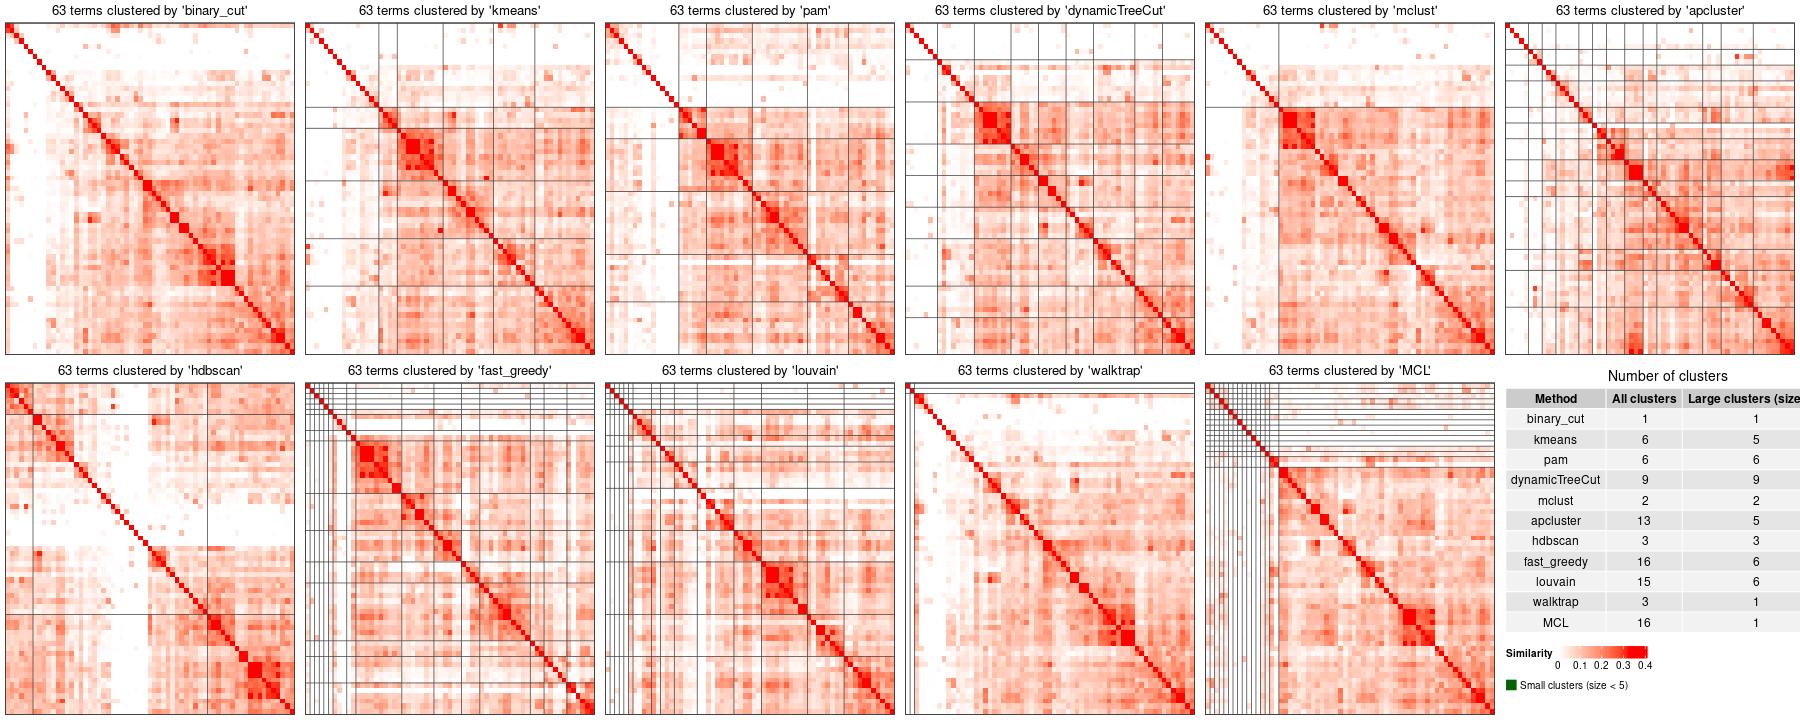 63 terms clustered by 'binary_cut'
63 terms clustered by 'kmeans'
63 terms clustered by 'pam'
63 terms clustered by 'dynamicTreeCut'
63 terms clustered by 'mclust'
63 terms clustered by 'apcluster'
63 terms clustered by 'hdbscan'
63 terms clustered by 'fast_greedy'
63 terms clustered by 'louvain'
63 terms clustered by 'walktrap'
63 terms clustered by 'MCL'
Number of clusters
Method All clusters Large clusters (size
binary_cut 1 1
kmeans 6 5
pam 6 6
dynamicTreeCut 9 9
mclust 2 2
apcluster 13 5
hdbscan 3 3
fast_greedy 16 6
louvain 15 6
walktrap 3 1
MCL 16 1
Similarity
0 0.1 0.2 0.3 0.4
Small clusters (size < 5)